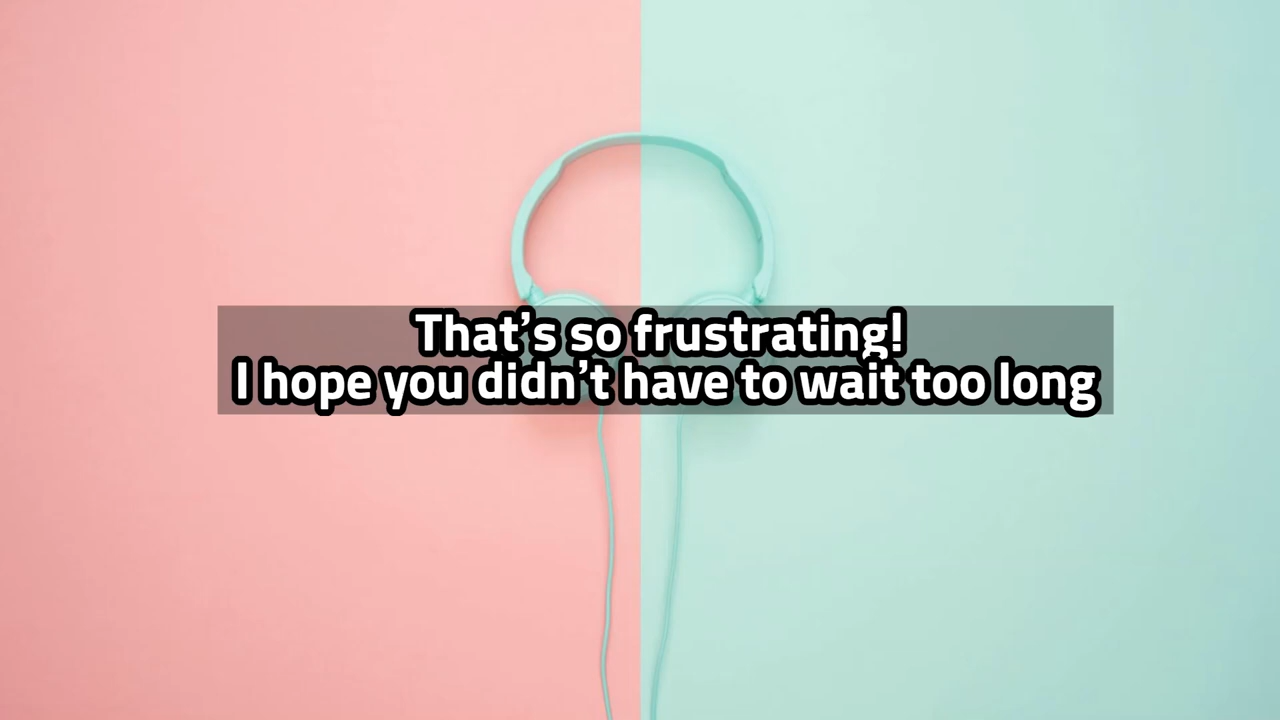 That’s so frustrating!
I hope you didn’t have to wait too long